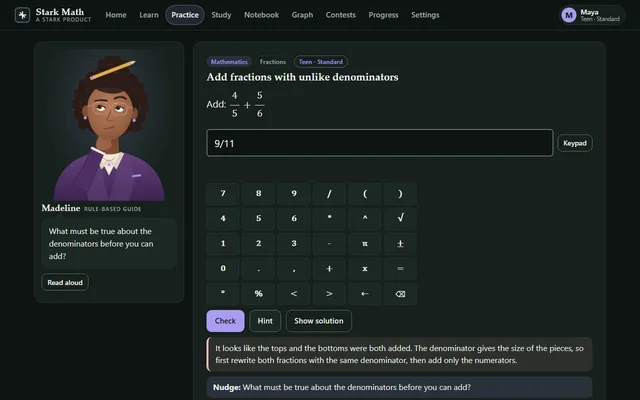 Stark Math
A STARK PRODUCT
Home Learn Practice Study Notebook Graph Contests Progress Settings
M
Maya
Teen · Standard
Madeline RULE-BASED GUIDE
What must be true about the
denominators before you can
add?
Read aloud
Mathematics Fractions Teen · Standard
Add fractions with unlike denominators
Add: 4/5 + 5/6
9/11
Keypad
7 8 9 / ( )
4 5 6 * ^ √
1 2 3 - π ±
0 . , + x =
° % < > ← ⌫
Check Hint Show solution
It looks like the tops and the bottoms were both added. The denominator gives the size of the pieces, so
first rewrite both fractions with the same denominator, then add only the numerators.
Nudge: What must be true about the denominators before you can add?